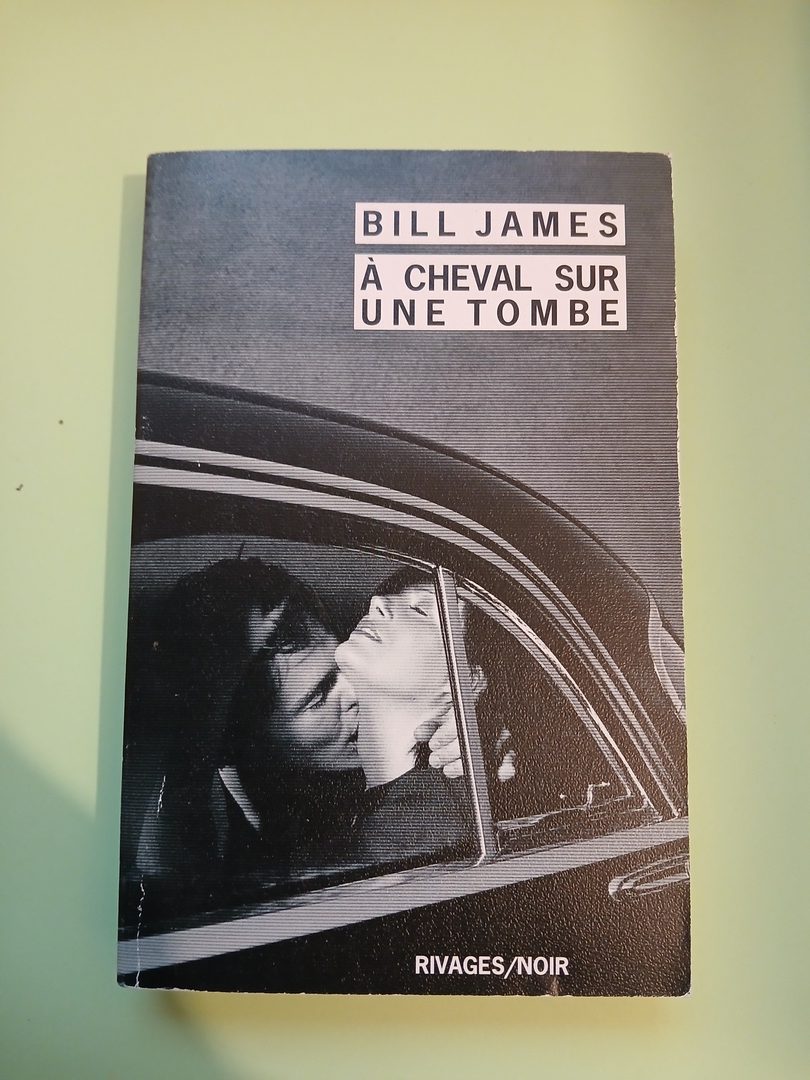 BILL JAMES
À CHEVAL SUR
UNE TOMBE
RIVAGES/NOIR